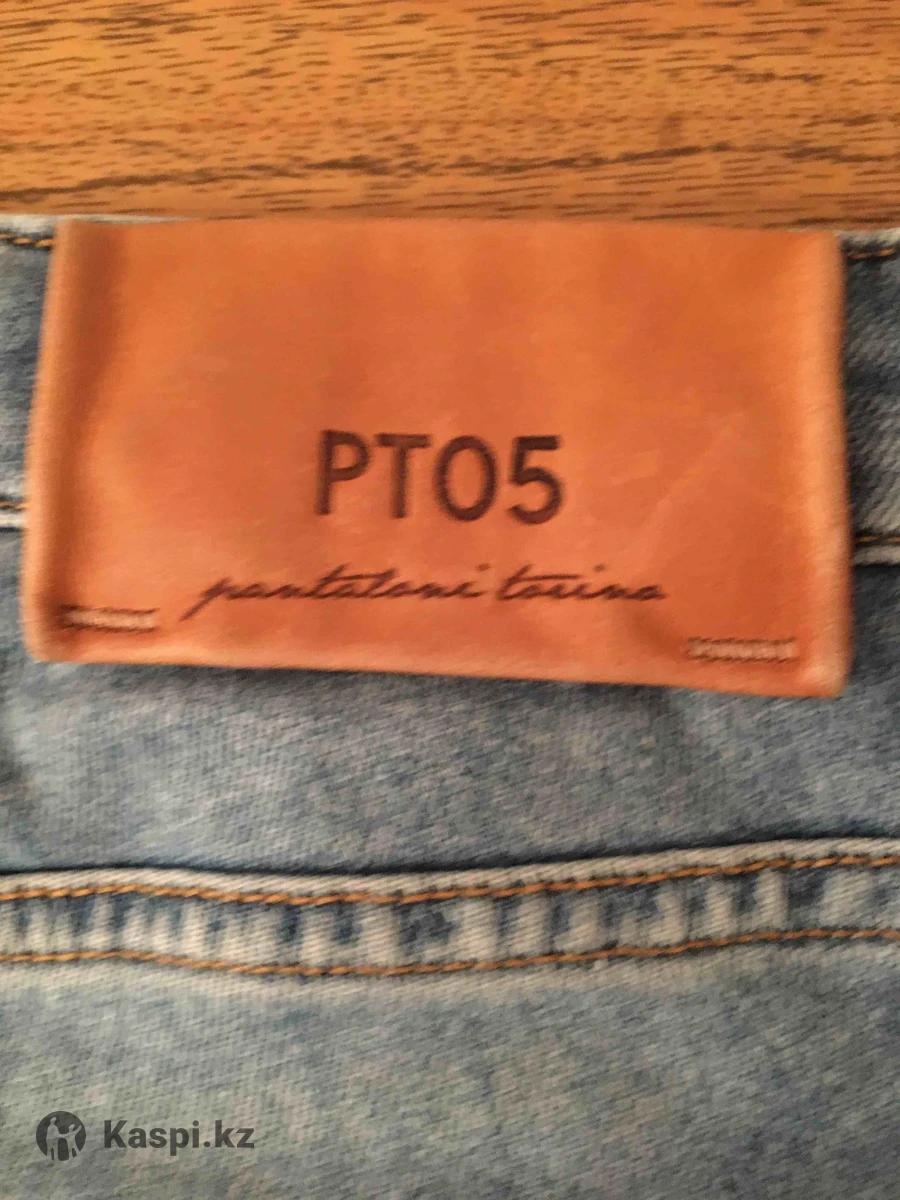 PT05
pantaloni torino
Kaspi.kz